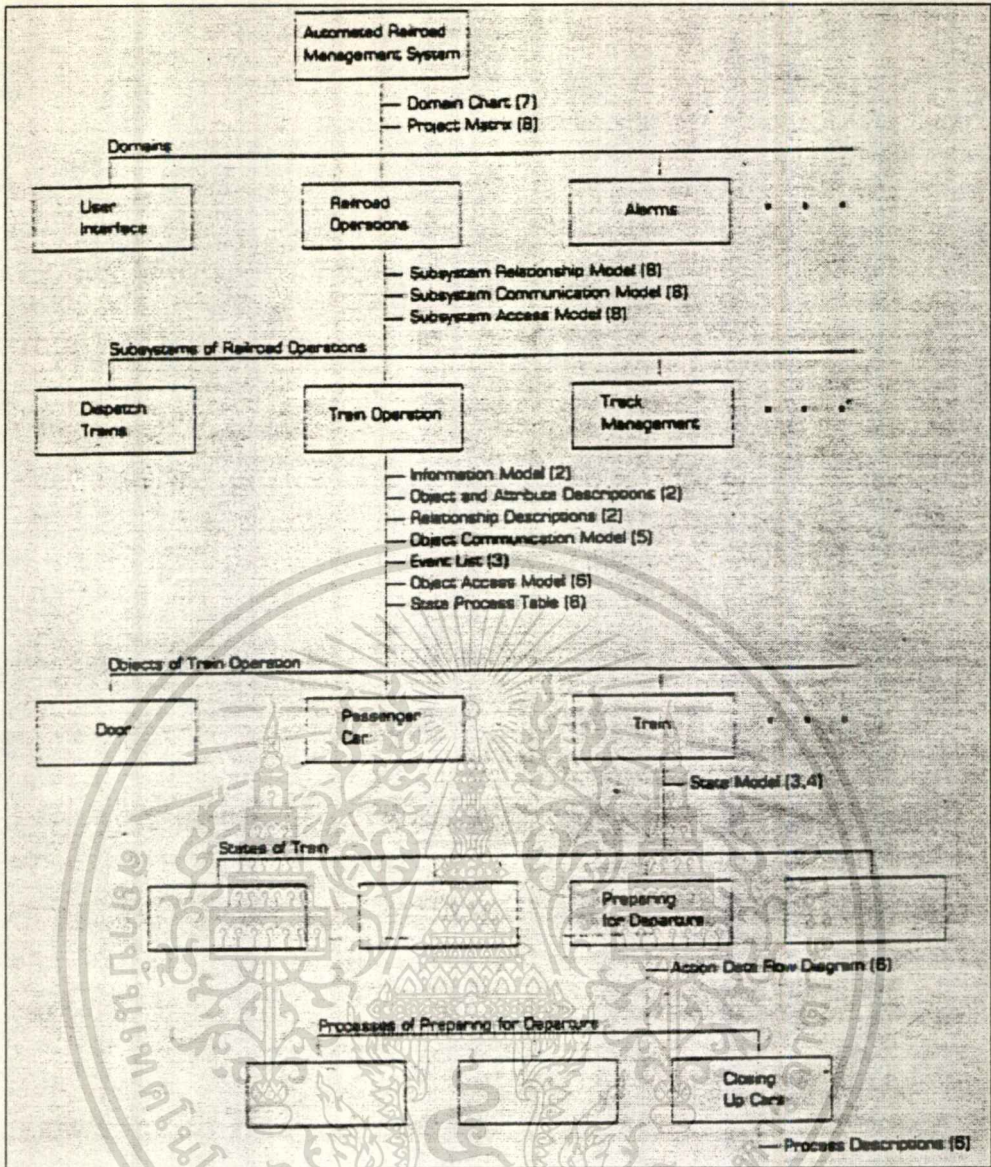 Automated Railroad
Management System
Domain Chart (7)
Project Matrix (8)
Domains
User
Interface
Railroad
Operations
Alarms
Subsystem Relationship Model (8)
Subsystem Communication Model (8)
Subsystem Access Model (8)
Subsystems of Railroad Operations
Dispatch
Trains
Train Operation
Track
Management
Information Model (2)
Object and Attribute Descriptions (2)
Relationship Descriptions (2)
Object Communication Model (5)
Event List (3)
Object Access Model (6)
State Process Table (6)
Objects of Train Operation
Door
Passenger
Car
Train
State Model (3,4)
States of Train
Preparing
for Departure
Action Data Flow Diagram (6)
Processes of Preparing for Departure
Closing
Up Cars
Process Descriptions (6)